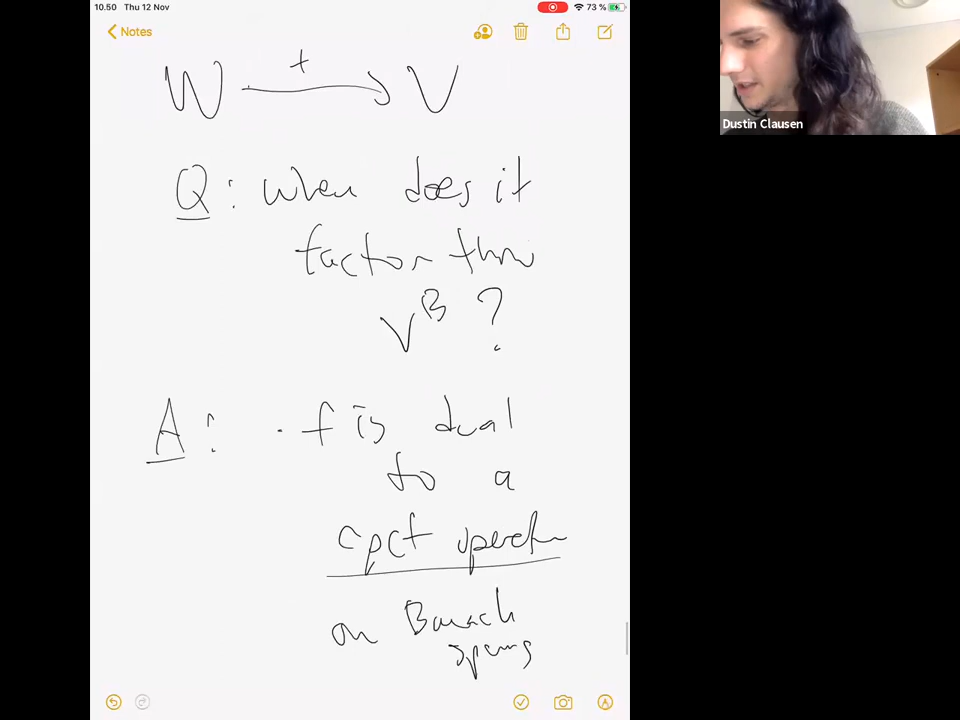 10.50 Thu 12 Nov
73 %
Notes
W f→ V
Q: when does it
factor thru
V^B ?
A: · f is dual
to a
cpct operator
on Banach
spaces
Dustin Clausen